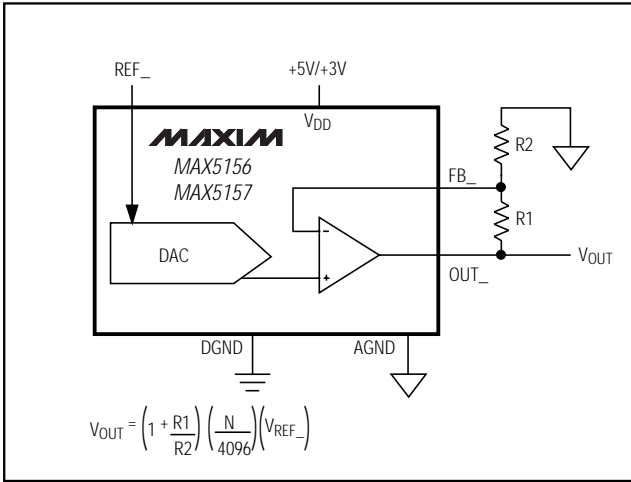 REF_
+5V/+3V
VDD
MAXIM
MAX5156
MAX5157
R2
FB_
R1
DAC
-
+
VOUT
OUT_
DGND
AGND
VOUT = (1 + R1/R2) (N/4096) (VREF_)